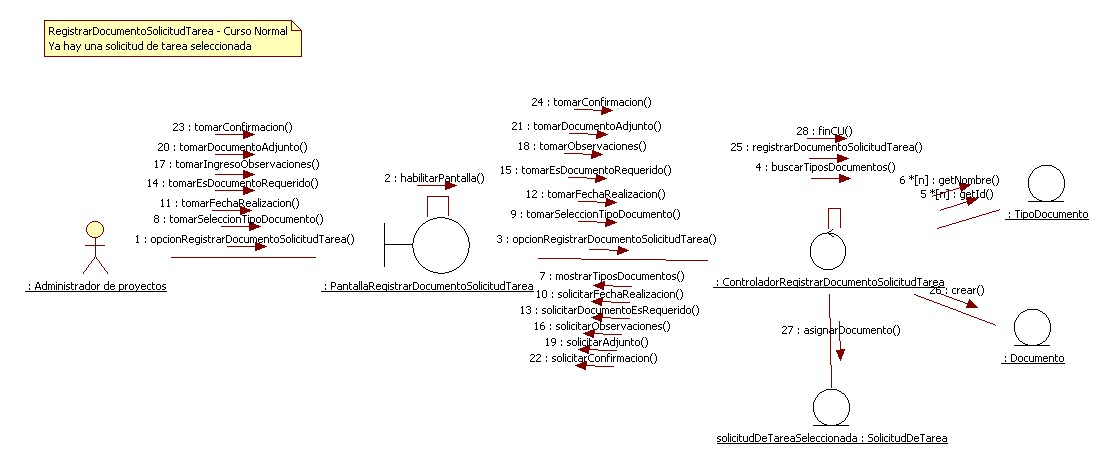 RegistrarDocumentoSolicitudTarea - Curso Normal
Ya hay una solicitud de tarea seleccionada
23 : tomarConfirmacion()
20 : tomarDocumentoAdjunto()
17 : tomarIngresoObservaciones()
14 : tomarEsDocumentoRequerido()
11 : tomarFechaRealizacion()
8 : tomarSeleccionTipoDocumento()
1 : opcionRegistrarDocumentoSolicitudTarea()
: Administrador de proyectos
2 : habilitarPantalla()
: PantallaRegistrarDocumentoSolicitudTarea
24 : tomarConfirmacion()
21 : tomarDocumentoAdjunto()
18 : tomarObservaciones()
15 : tomarEsDocumentoRequerido()
12 : tomarFechaRealizacion()
9 : tomarSeleccionTipoDocumento()
3 : opcionRegistrarDocumentoSolicitudTarea()
7 : mostrarTiposDocumentos()
10 : solicitarFechaRealizacion()
13 : solicitarDocumentoEsRequerido()
16 : solicitarObservaciones()
19 : solicitarAdjunto()
22 : solicitarConfirmacion()
28 : finCU()
25 : registrarDocumentoSolicitudTarea()
4 : buscarTiposDocumentos()
: ControladorRegistrarDocumentoSolicitudTarea
6 *[n] : getNombre()
5 *[n] : getId()
: TipoDocumento
26 : crear()
: Documento
27 : asignarDocumento()
solicitudDeTareaSeleccionada : SolicitudDeTarea